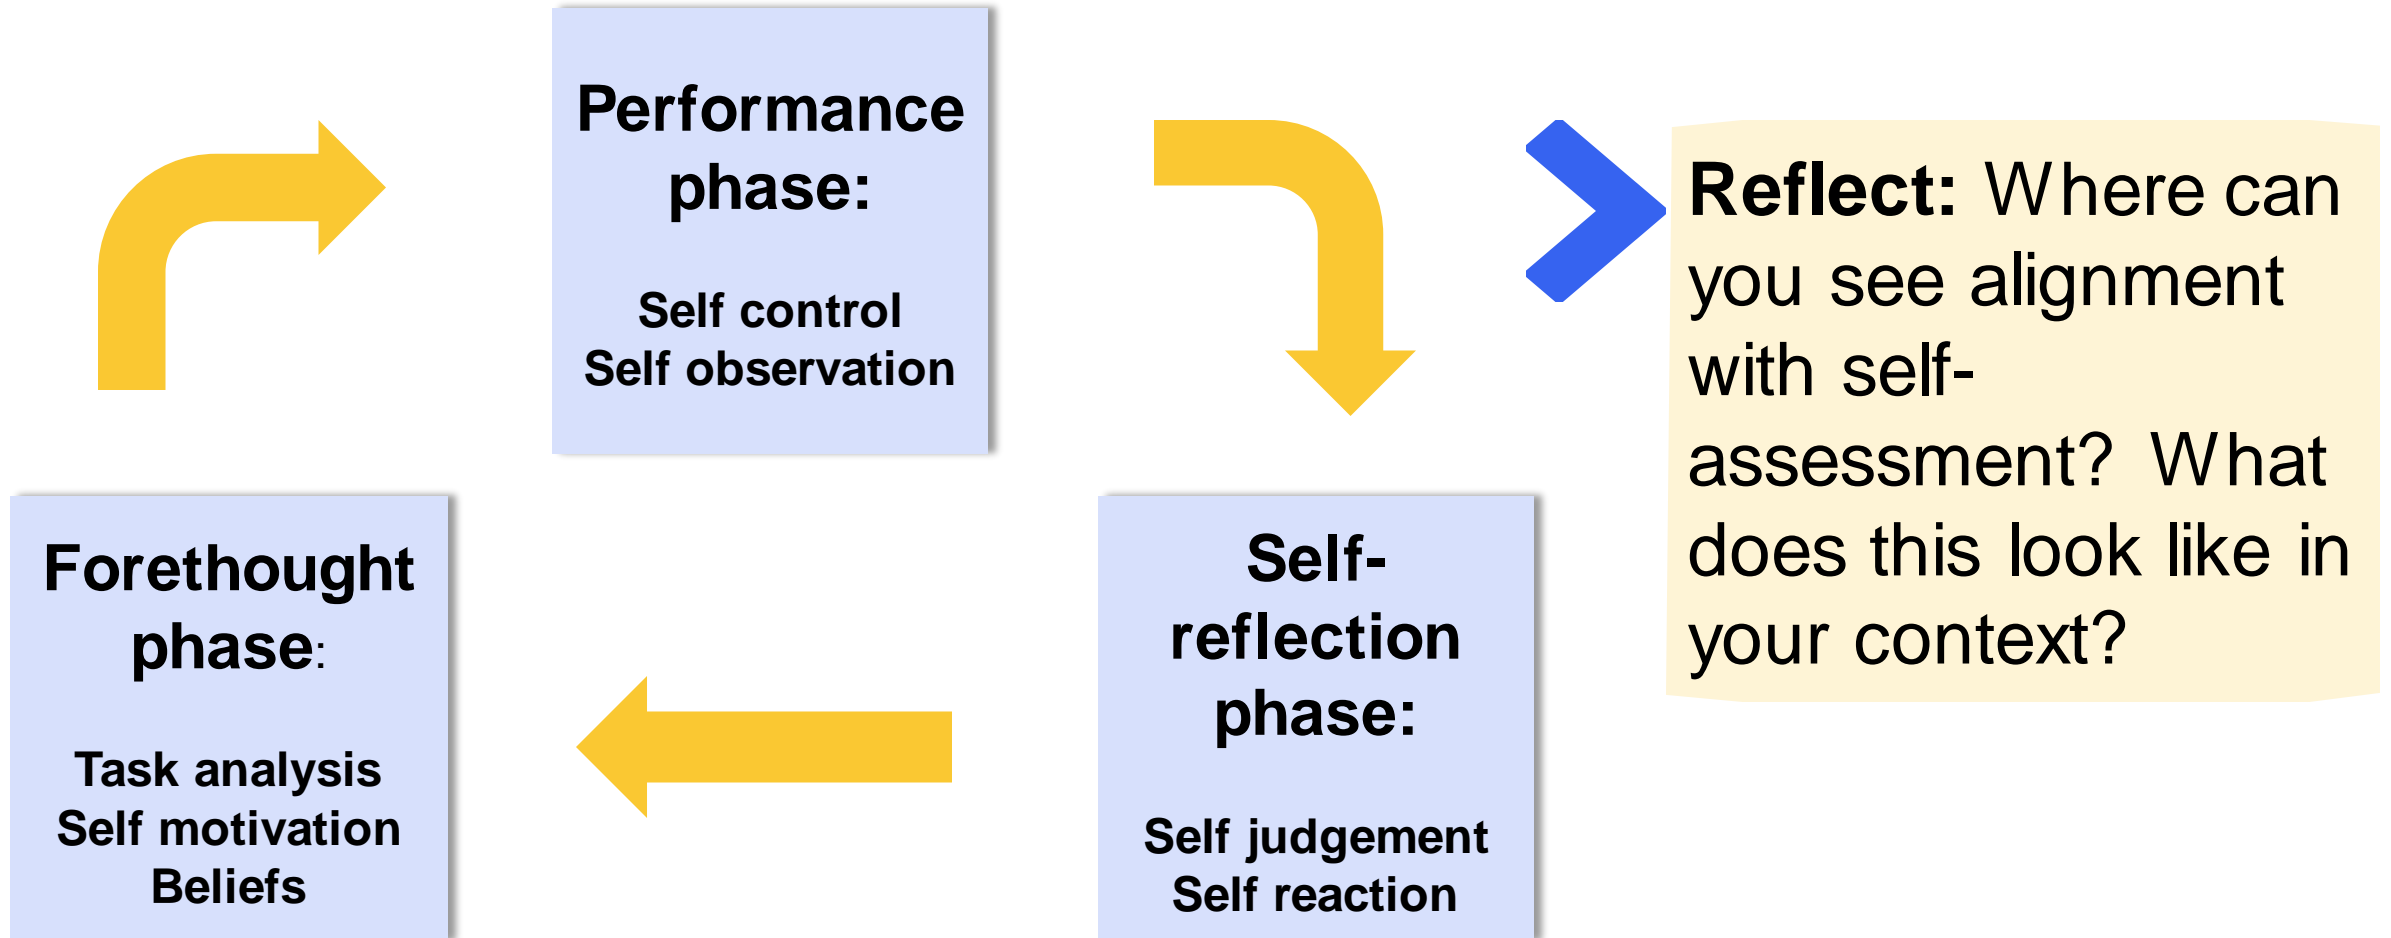 Performance
phase:
Self control
Self observation
Forethought
phase:
Task analysis
Self motivation
Beliefs
Self-
reflection
phase:
Self judgement
Self reaction
Reflect: Where can
you see alignment
with self-
assessment? What
does this look like in
your context?